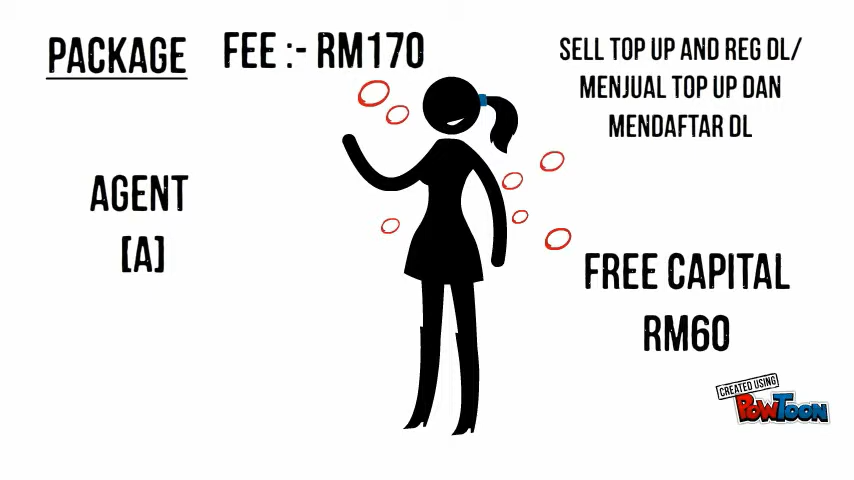 PACKAGE
FEE :- RM170
SELL TOP UP AND REG DL/
MENJUAL TOP UP DAN
MENDAFTAR DL
AGENT
[A]
FREE CAPITAL
RM60
CREATED USING
POWTOON